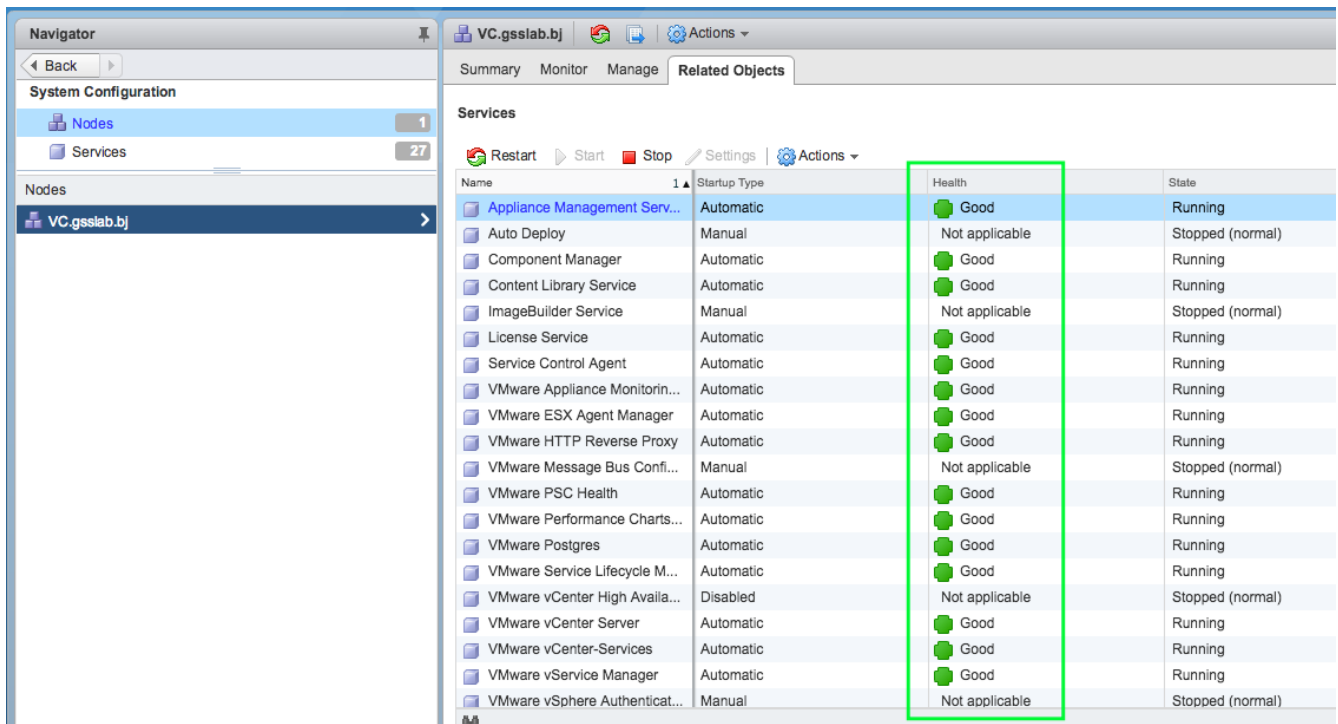 Navigator
Back
System Configuration
Nodes 1
Services 27
Nodes
VC.gsslab.bj
VC.gsslab.bj Actions
Summary Monitor Manage Related Objects
Services
Restart Start Stop Settings Actions
Name 1 Startup Type Health State
Appliance Management Serv... Automatic Good Running
Auto Deploy Manual Not applicable Stopped (normal)
Component Manager Automatic Good Running
Content Library Service Automatic Good Running
ImageBuilder Service Manual Not applicable Stopped (normal)
License Service Automatic Good Running
Service Control Agent Automatic Good Running
VMware Appliance Monitorin... Automatic Good Running
VMware ESX Agent Manager Automatic Good Running
VMware HTTP Reverse Proxy Automatic Good Running
VMware Message Bus Confi... Manual Not applicable Stopped (normal)
VMware PSC Health Automatic Good Running
VMware Performance Charts... Automatic Good Running
VMware Postgres Automatic Good Running
VMware Service Lifecycle M... Automatic Good Running
VMware vCenter High Availa... Disabled Not applicable Stopped (normal)
VMware vCenter Server Automatic Good Running
VMware vCenter-Services Automatic Good Running
VMware vService Manager Automatic Good Running
VMware vSphere Authenticat... Manual Not applicable Stopped (normal)